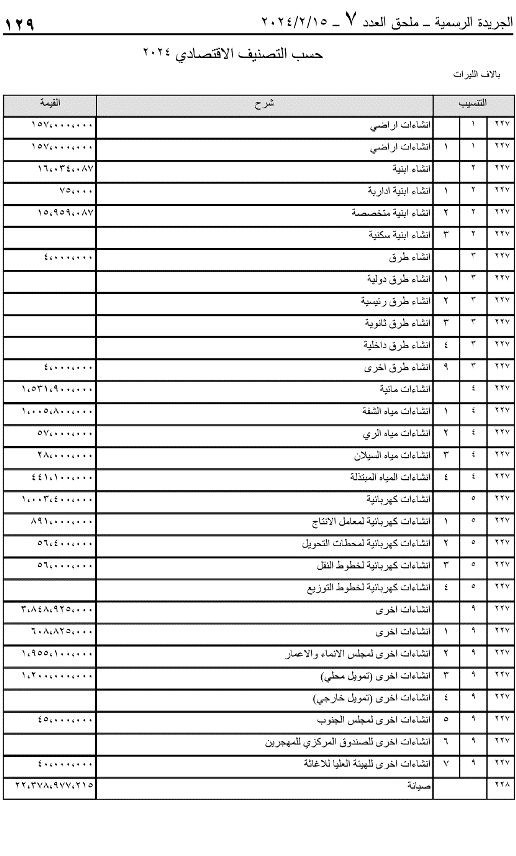 الجريدة الرسمية – ملحق العدد ٧ – ٢٠٢٤/٢/١٥ ١٢٩
حسب التصنيف الاقتصادي ٢٠٢٤
بالاف الليرات
التنسيب شرح القيمة
٢٢٧ ١ انشاءات اراضي ١٥٧،٠٠٠،٠٠٠
٢٢٧ ١ ١ انشاءات اراضي ١٥٧،٠٠٠،٠٠٠
٢٢٧ ٢ انشاء ابنية ١٦،٠٣٤،٠٨٧
٢٢٧ ٢ ١ انشاء ابنية ادارية ٧٥،٠٠٠
٢٢٧ ٢ ٢ انشاء ابنية متخصصة ١٥،٩٥٩،٠٨٧
٢٢٧ ٢ ٣ انشاء ابنية سكنية
٢٢٧ ٣ انشاء طرق ٤،٠٠٠،٠٠٠
٢٢٧ ٣ ١ انشاء طرق دولية
٢٢٧ ٣ ٢ انشاء طرق رئيسية
٢٢٧ ٣ ٣ انشاء طرق ثانوية
٢٢٧ ٣ ٤ انشاء طرق داخلية
٢٢٧ ٣ ٩ انشاء طرق اخرى ٤،٠٠٠،٠٠٠
٢٢٧ ٤ انشاءات مائية ١،٥٣١،٩٠٠،٠٠٠
٢٢٧ ٤ ١ انشاءات مياه الشفة ١،٠٠٥،٨٠٠،٠٠٠
٢٢٧ ٤ ٢ انشاءات مياه الري ٥٧،٠٠٠،٠٠٠
٢٢٧ ٤ ٣ انشاءات مياه السيلان ٢٨،٠٠٠،٠٠٠
٢٢٧ ٤ ٤ انشاءات المياه المبتذلة ٤٤١،١٠٠،٠٠٠
٢٢٧ ٥ انشاءات كهربائية ١،٠٠٣،٤٠٠،٠٠٠
٢٢٧ ٥ ١ انشاءات كهربائية لمعامل الانتاج ٨٩١،٠٠٠،٠٠٠
٢٢٧ ٥ ٢ انشاءات كهربائية لمحطات التحويل ٥٦،٤٠٠،٠٠٠
٢٢٧ ٥ ٣ انشاءات كهربائية لخطوط النقل ٥٦،٠٠٠،٠٠٠
٢٢٧ ٥ ٤ انشاءات كهربائية لخطوط التوزيع
٢٢٧ ٩ انشاءات اخرى ٣،٨٤٨،٩٢٥،٠٠٠
٢٢٧ ٩ ١ انشاءات اخرى ٦٠٨،٨٢٥،٠٠٠
٢٢٧ ٩ ٢ انشاءات اخرى لمجلس الانماء والاعمار ١،٩٥٥،١٠٠،٠٠٠
٢٢٧ ٩ ٣ انشاءات اخرى (تمويل محلي) ١،٢٠٠،٠٠٠،٠٠٠
٢٢٧ ٩ ٤ انشاءات اخرى (تمويل خارجي)
٢٢٧ ٩ ٥ انشاءات اخرى لمجلس الجنوب ٤٥،٠٠٠،٠٠٠
٢٢٧ ٩ ٦ انشاءات اخرى للصندوق المركزي للمهجرين
٢٢٧ ٩ ٧ انشاءات اخرى للهيئة العليا للاغاثة ٤٠،٠٠٠،٠٠٠
٢٢٨ صيانة ٢٢،٣٧٨،٩٧٧،٢١٥